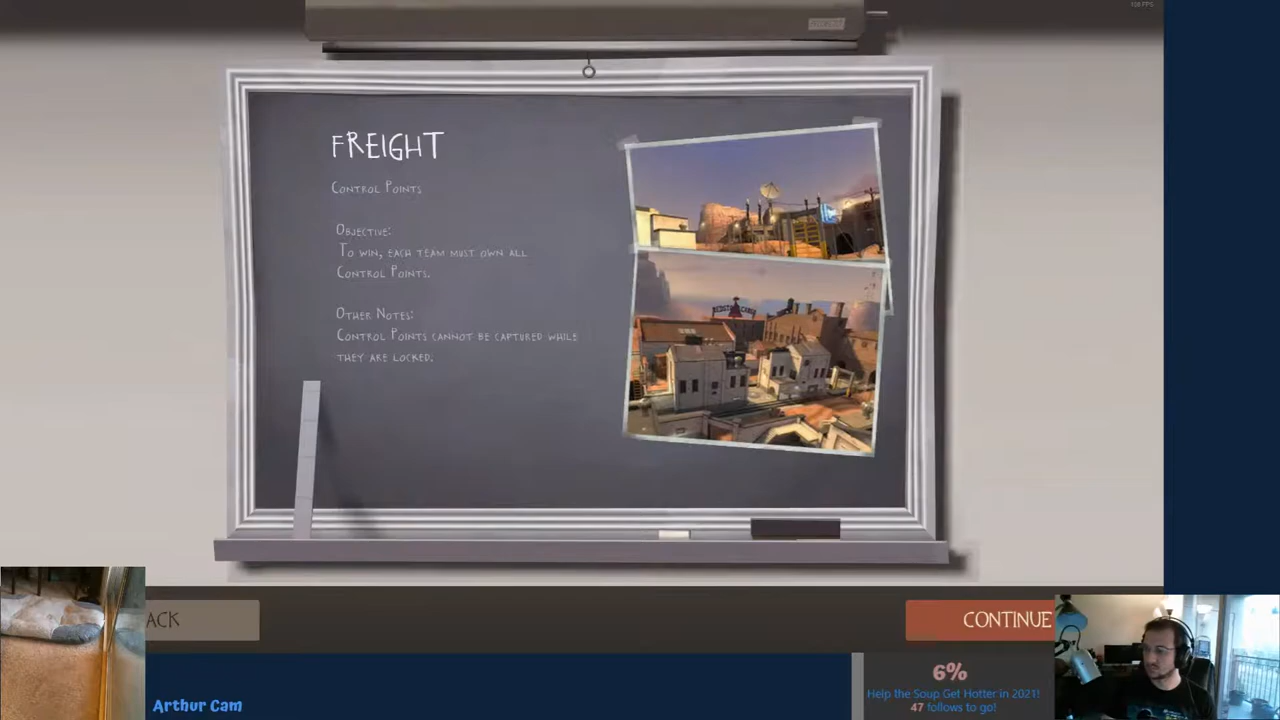 FREIGHT
CONTROL POINTS
OBJECTIVE:
TO WIN, EACH TEAM MUST OWN ALL
CONTROL POINTS.
OTHER NOTES:
CONTROL POINTS CANNOT BE CAPTURED WHILE
THEY ARE LOCKED.
ACK
CONTINUE
6%
Help the Soup Get Hotter in 2021!
47 follows to go!
Arthur Cam